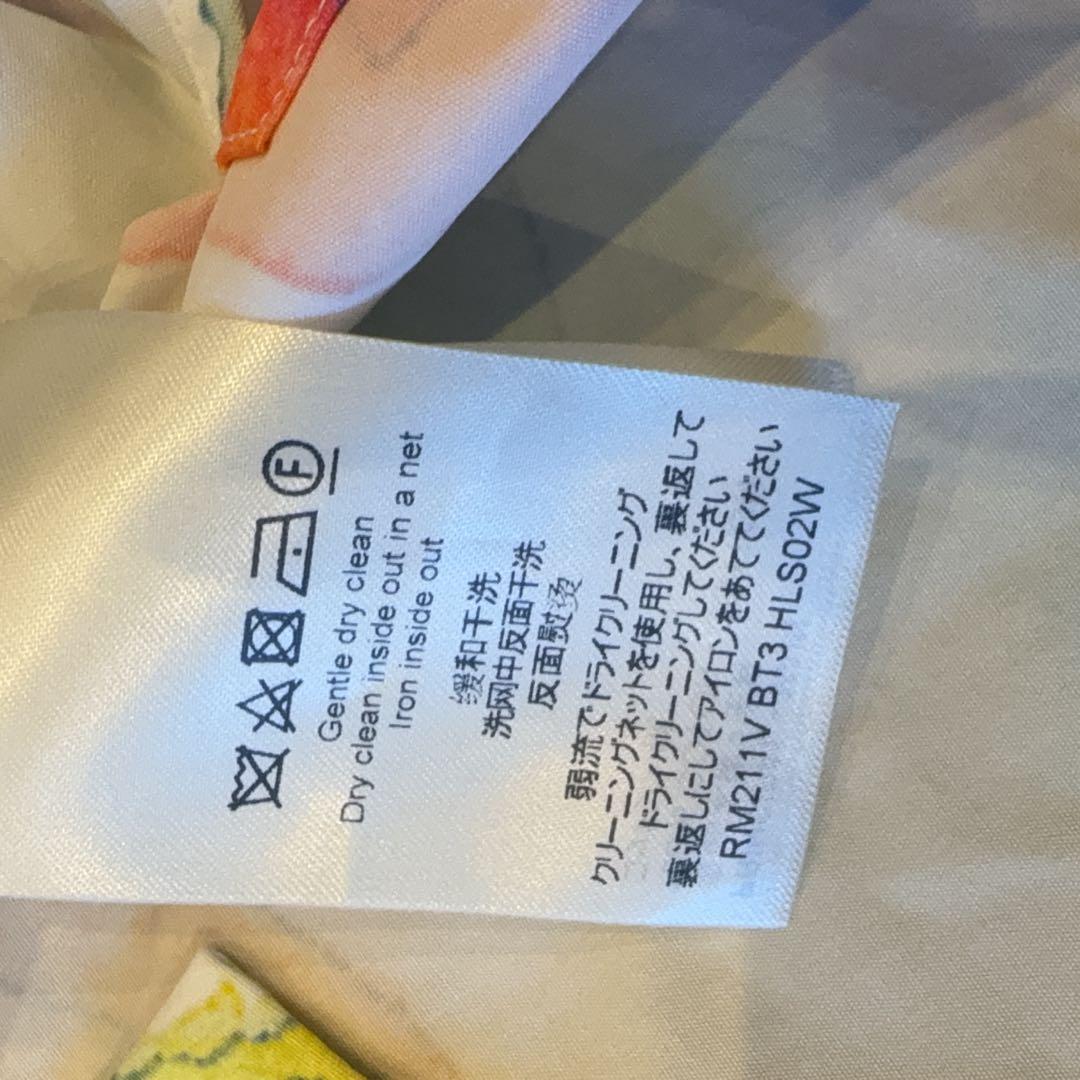 F
Gentle dry clean
Dry clean inside out in a net
Iron inside out
缓和干洗
洗网中反面干洗
反面熨烫
弱流でドライクリーニング
クリーニングネットを使用し、裏返して
ドライクリーニングしてください
裏返しにしてアイロンをあててください
RM211V BT3 HLS02W